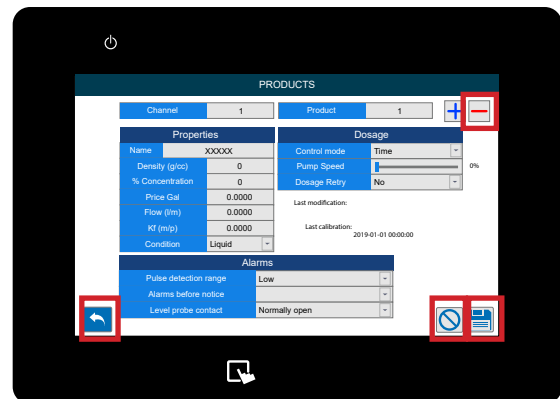 PRODUCTS
Channel 1 Product 1
Properties
Name XXXXX
Density (g/cc) 0
% Concentration 0
Price Gal 0.0000
Flow (l/m) 0.0000
Kf (m/p) 0.0000
Condition Liquid
Dosage
Control mode Time
Pump Speed 0%
Dosage Retry No
Last modification:
Last calibration:
2019-01-01 00:00:00
Alarms
Pulse detection range Low
Alarms before notice
Level probe contact Normally open